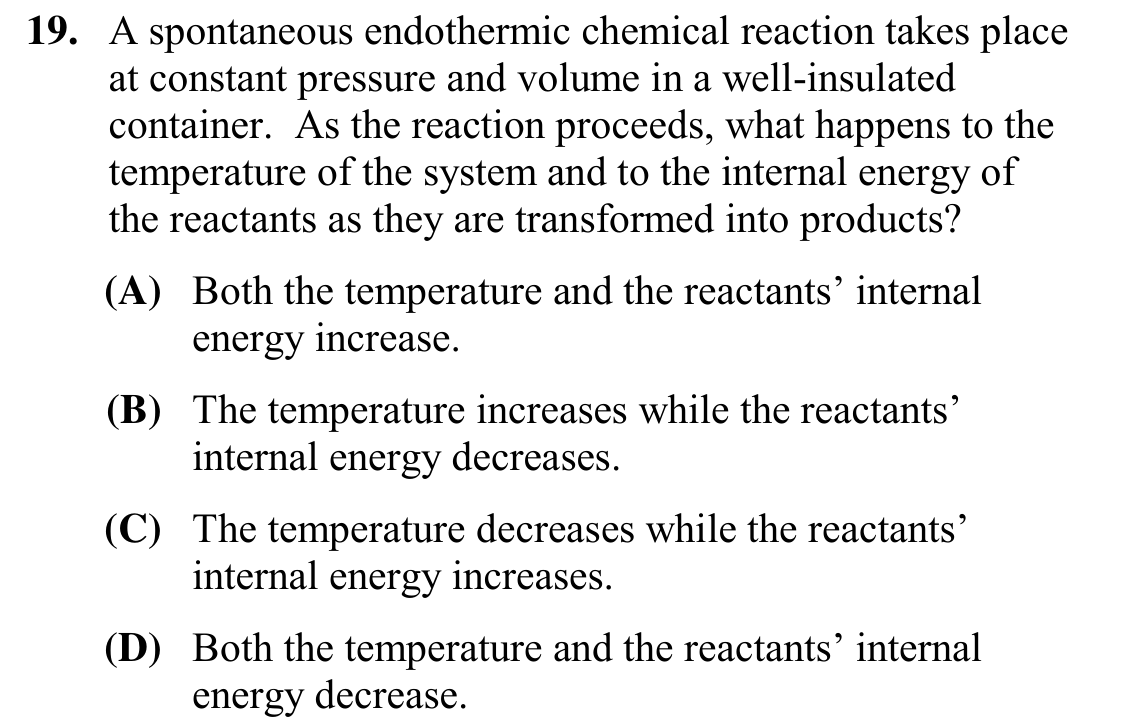 19. A spontaneous endothermic chemical reaction takes place
at constant pressure and volume in a well-insulated
container. As the reaction proceeds, what happens to the
temperature of the system and to the internal energy of
the reactants as they are transformed into products?
(A) Both the temperature and the reactants’ internal
energy increase.
(B) The temperature increases while the reactants’
internal energy decreases.
(C) The temperature decreases while the reactants’
internal energy increases.
(D) Both the temperature and the reactants’ internal
energy decrease.